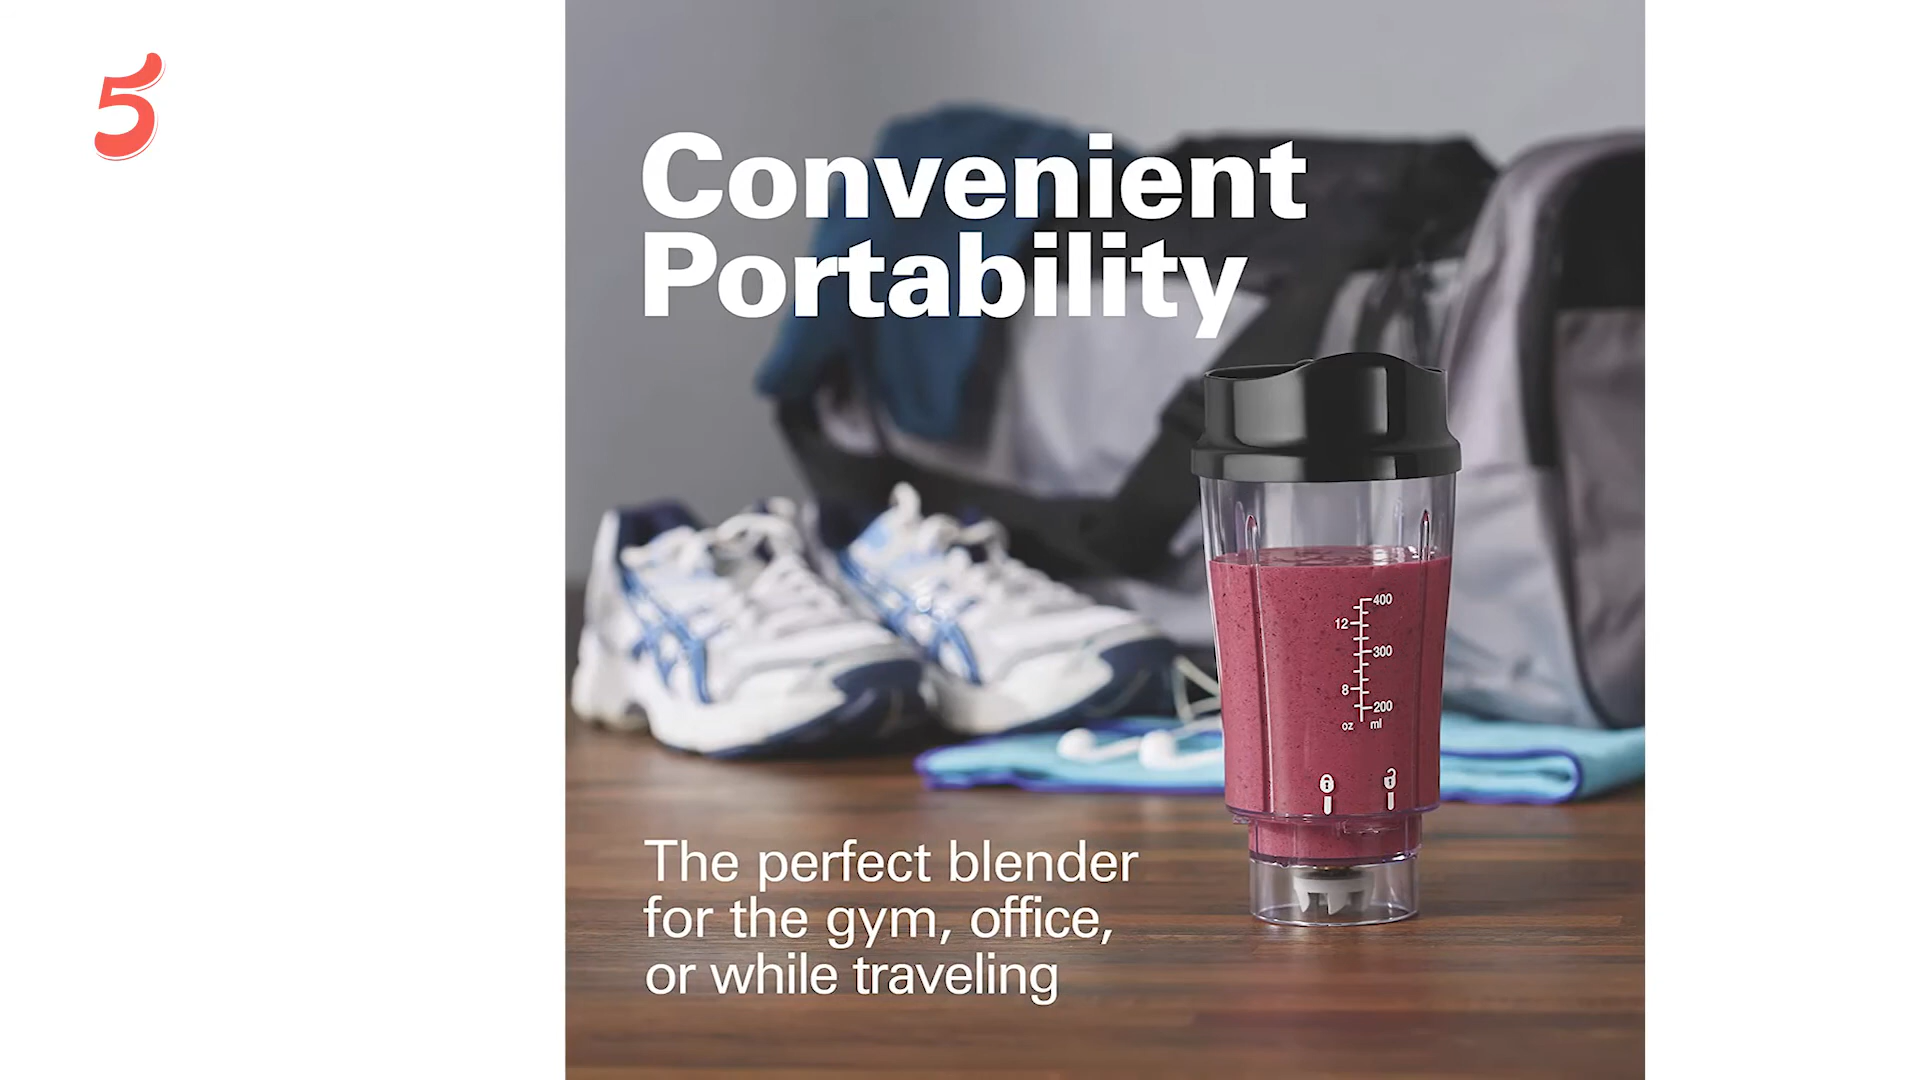 5
Convenient
Portability
400
12
300
8
200
oz ml
The perfect blender
for the gym, office,
or while traveling